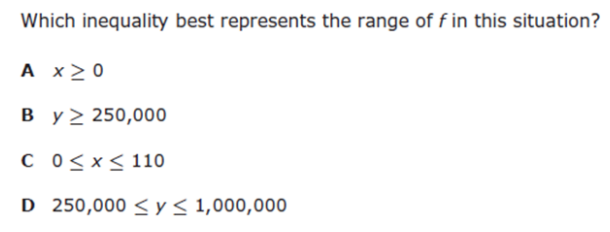 Which inequality best represents the range of f in this situation?
A x ≥ 0
B y ≥ 250,000
C 0 ≤ x ≤ 110
D 250,000 ≤ y ≤ 1,000,000